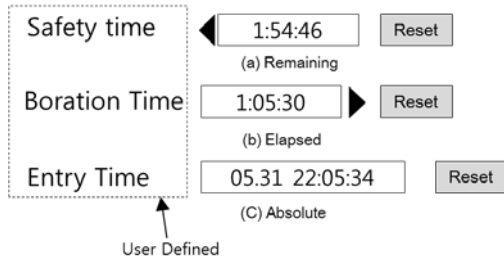 Safety time 1:54:46 Reset
(a) Remaining
Boration Time 1:05:30 Reset
(b) Elapsed
Entry Time 05.31 22:05:34 Reset
(C) Absolute
User Defined